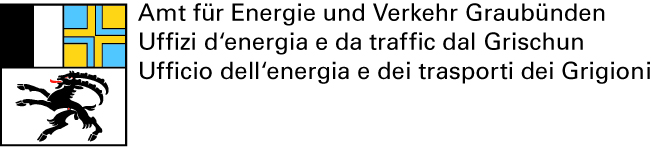 Amt für Energie und Verkehr Graubünden
Uffizi d‘energia e da traffic dal Grischun
Ufficio dell‘energia e dei trasporti dei Grigioni